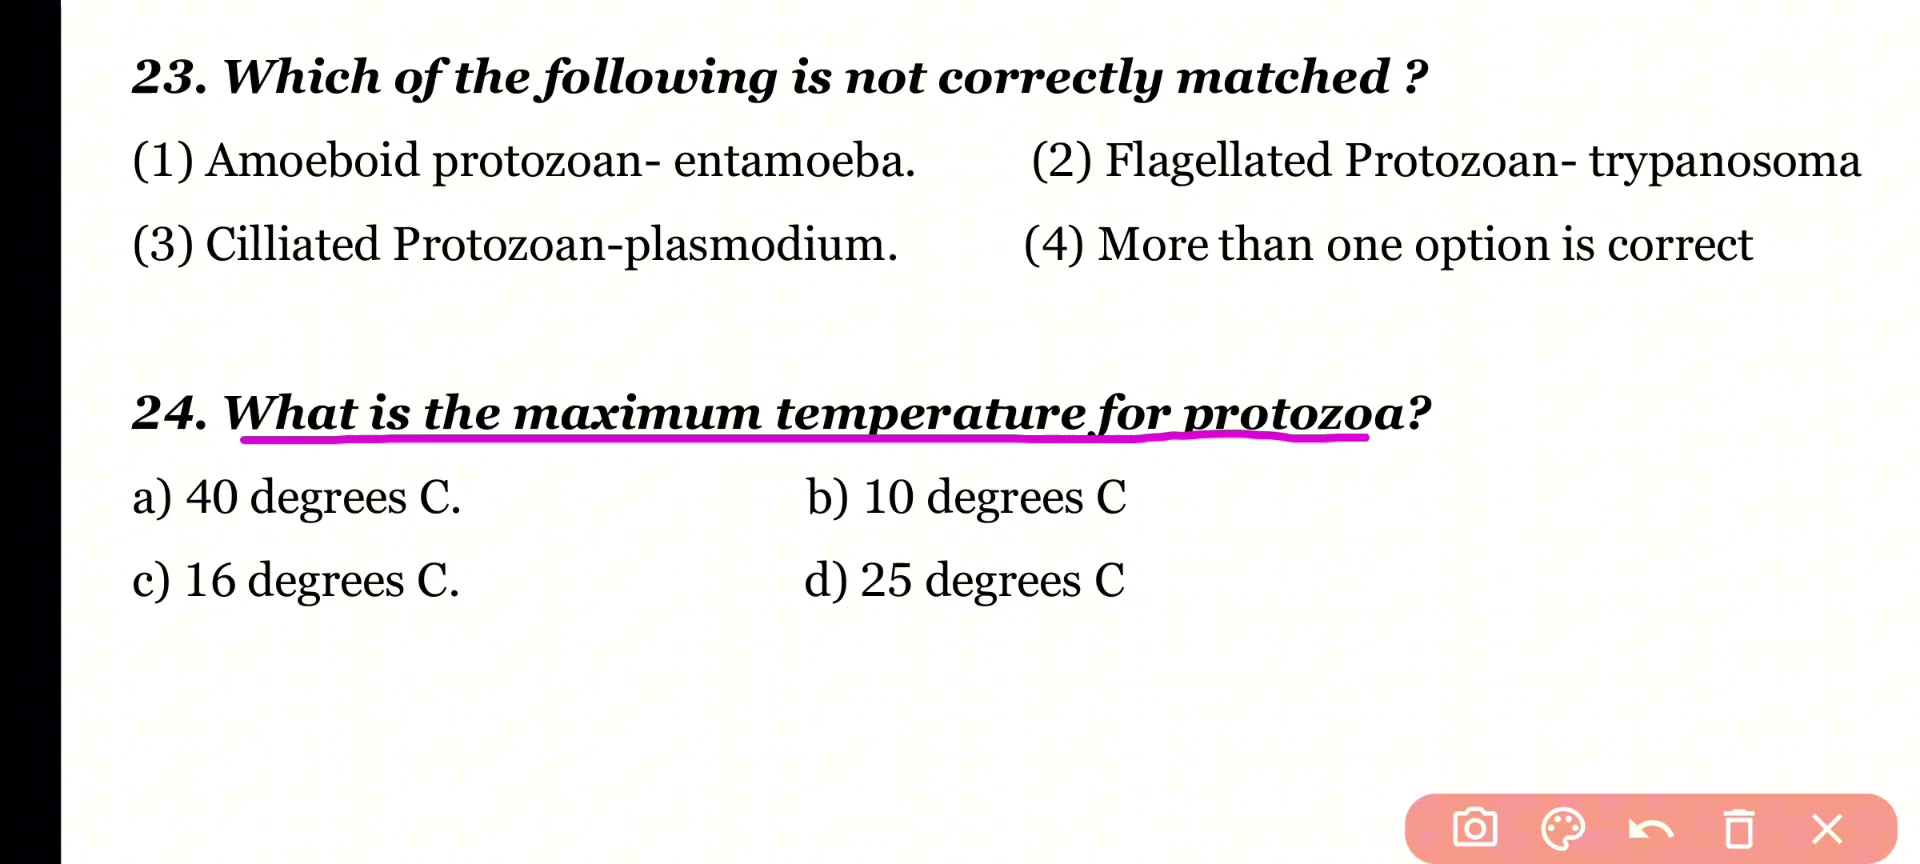 23. Which of the following is not correctly matched ?
(1) Amoeboid protozoan- entamoeba. (2) Flagellated Protozoan- trypanosoma
(3) Cilliated Protozoan-plasmodium. (4) More than one option is correct
24. What is the maximum temperature for protozoa?
a) 40 degrees C. b) 10 degrees C
c) 16 degrees C. d) 25 degrees C